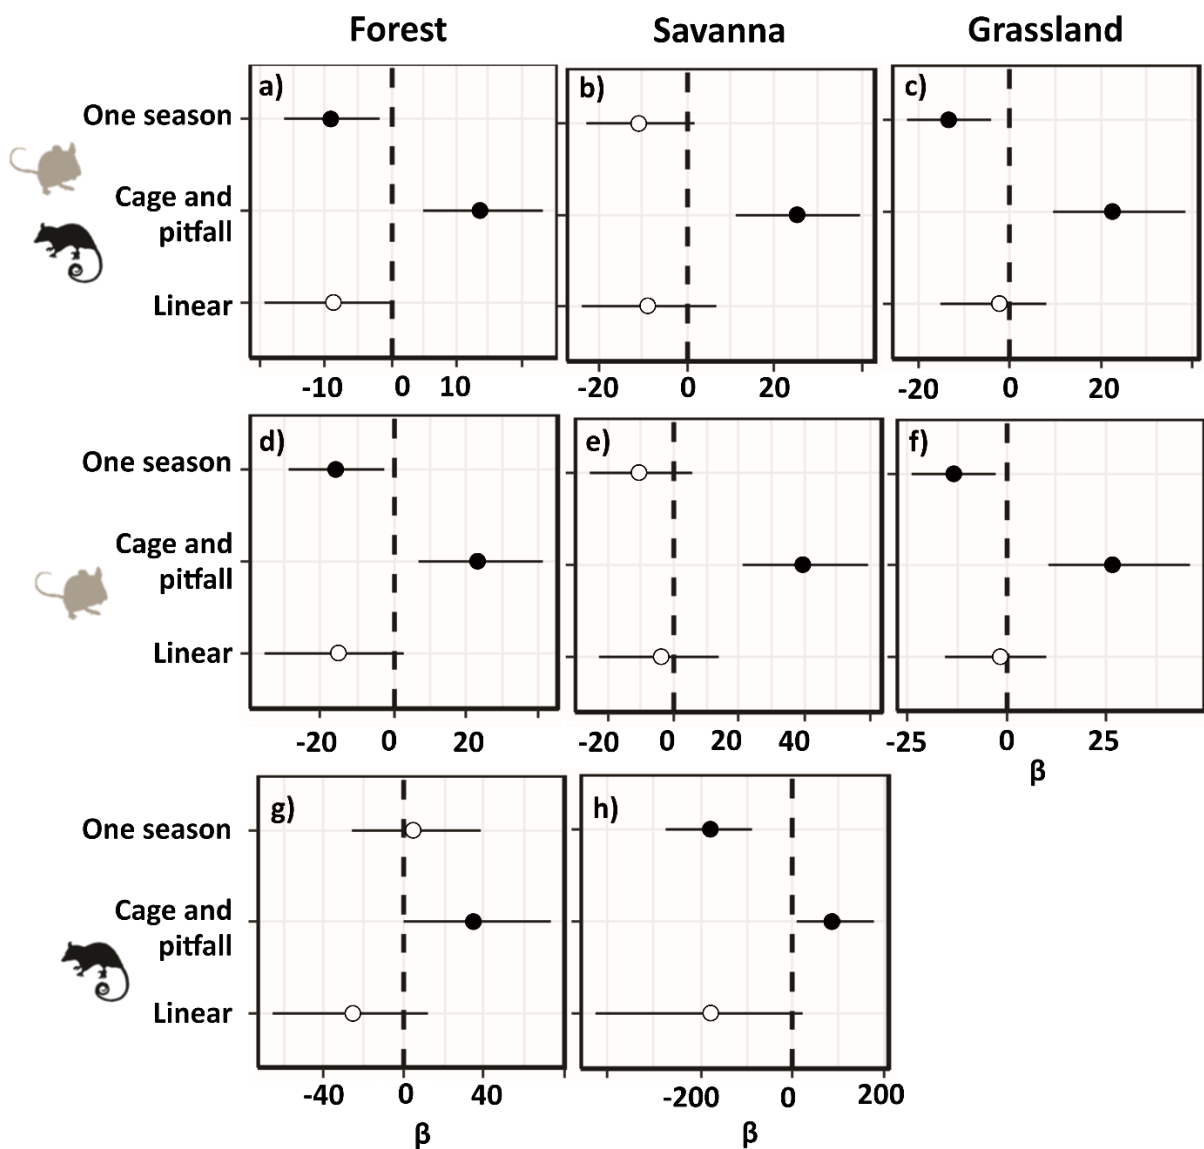 Forest Savanna Grassland
a) b) c)
One season
Cage and
pitfall
Linear
-10 0 10 -20 0 20 -20 0 20
d) e) f)
One season
Cage and
pitfall
Linear
-20 0 20 -20 0 20 40 -25 0 25
β
g) h)
One season
Cage and
pitfall
Linear
-40 0 40 -200 0 200
β β